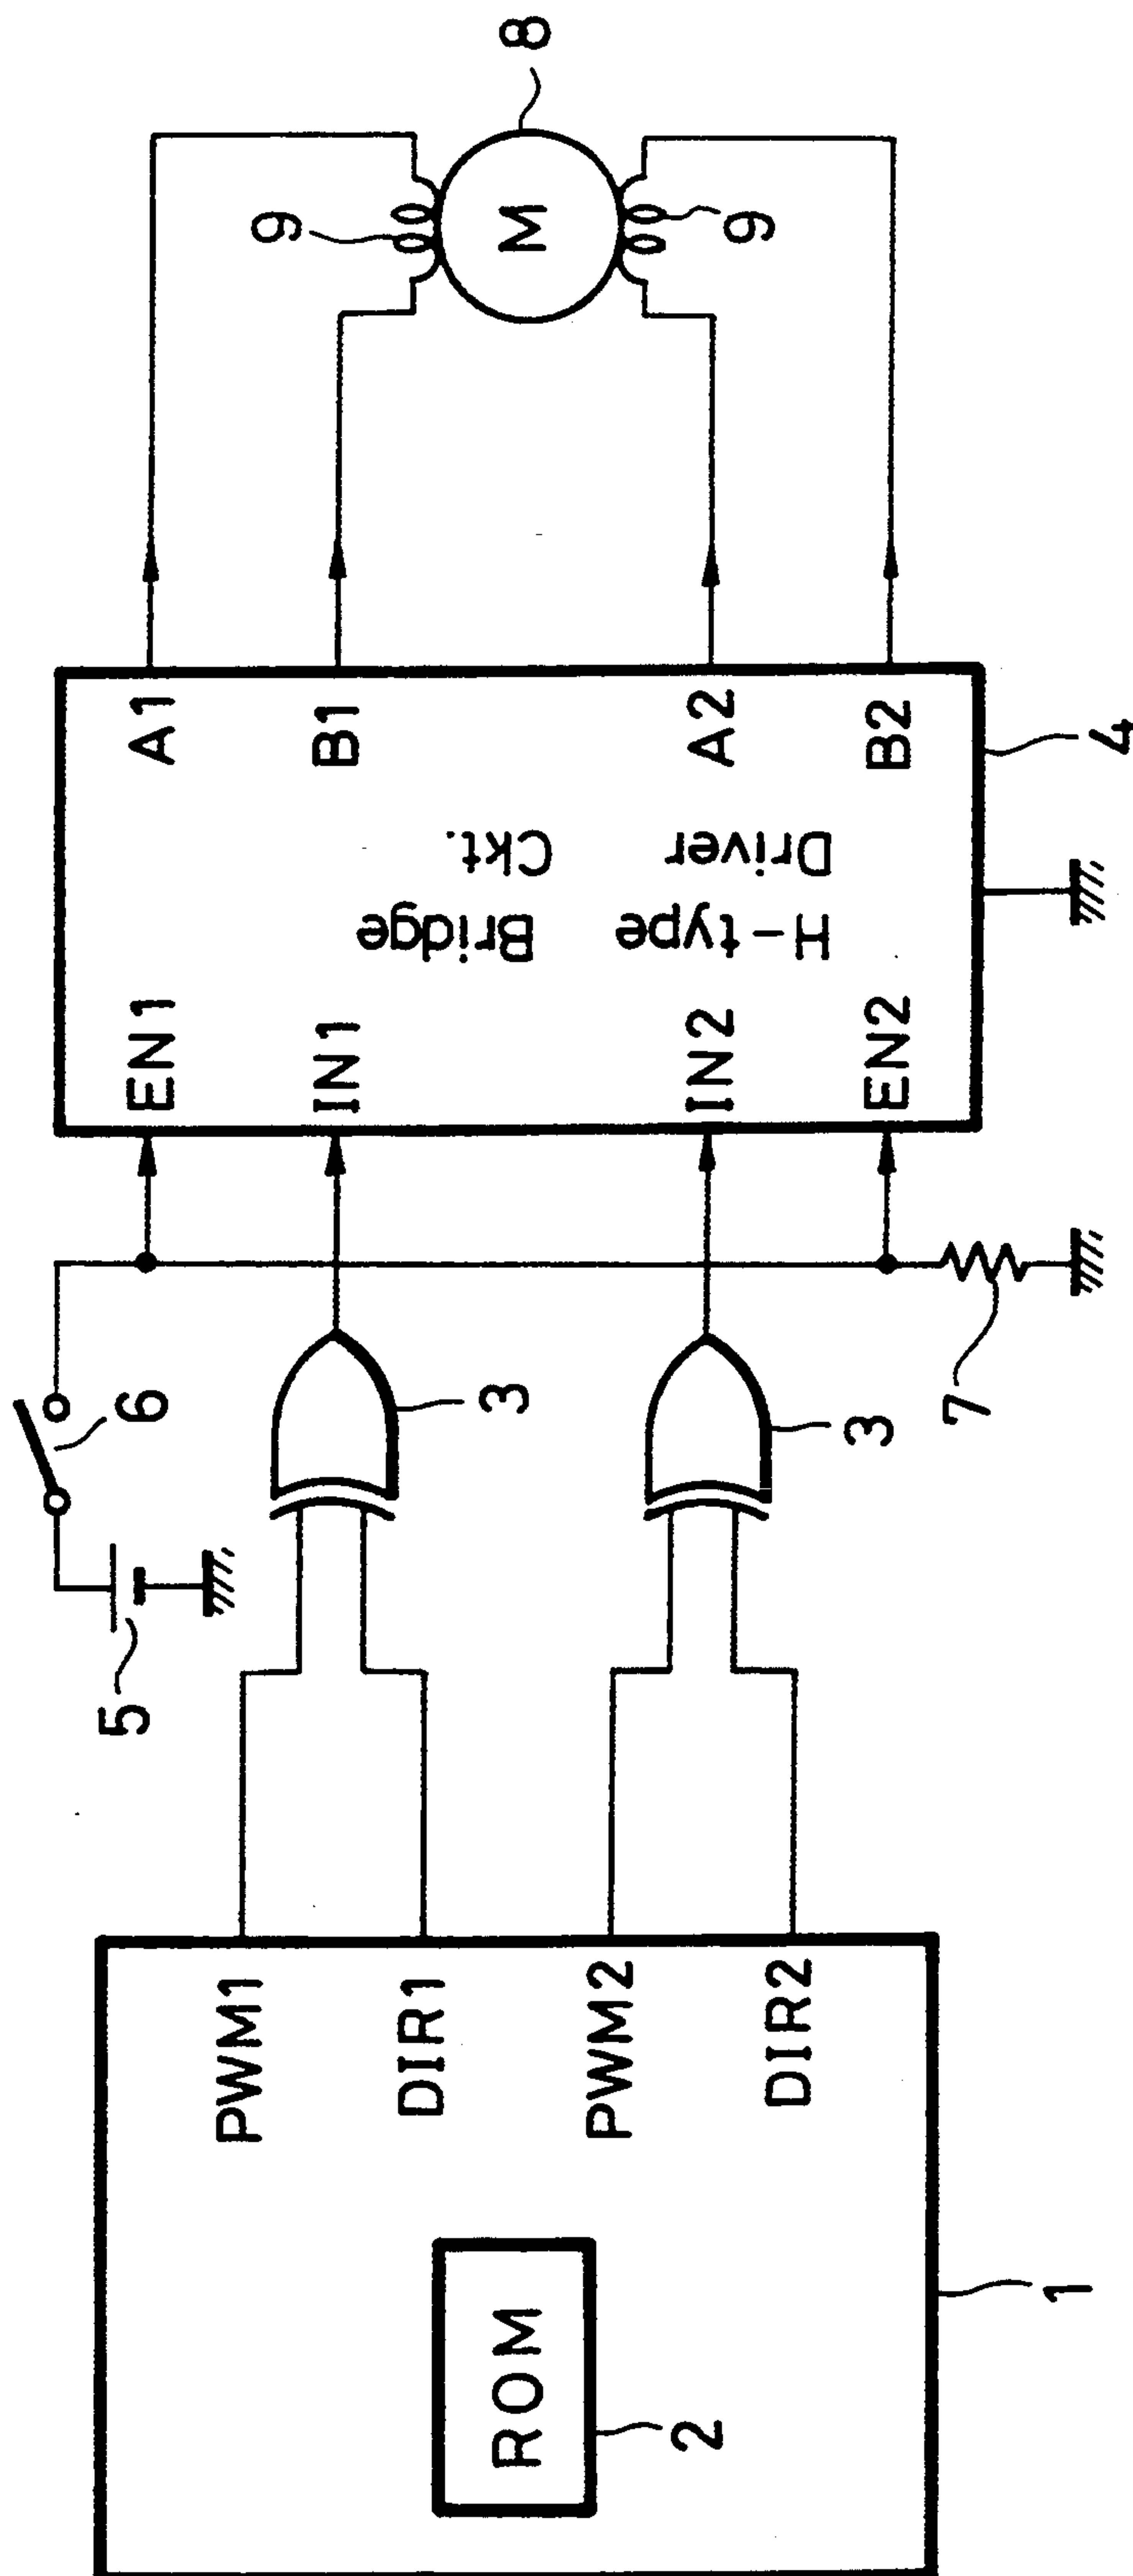 ROM
2
1
PWM1
DIR1
PWM2
DIR2
5
6
3
3
7
EN1
IN1
IN2
EN2
H-type Bridge
Driver Ckt.
A1
B1
A2
B2
4
9
M
9
8